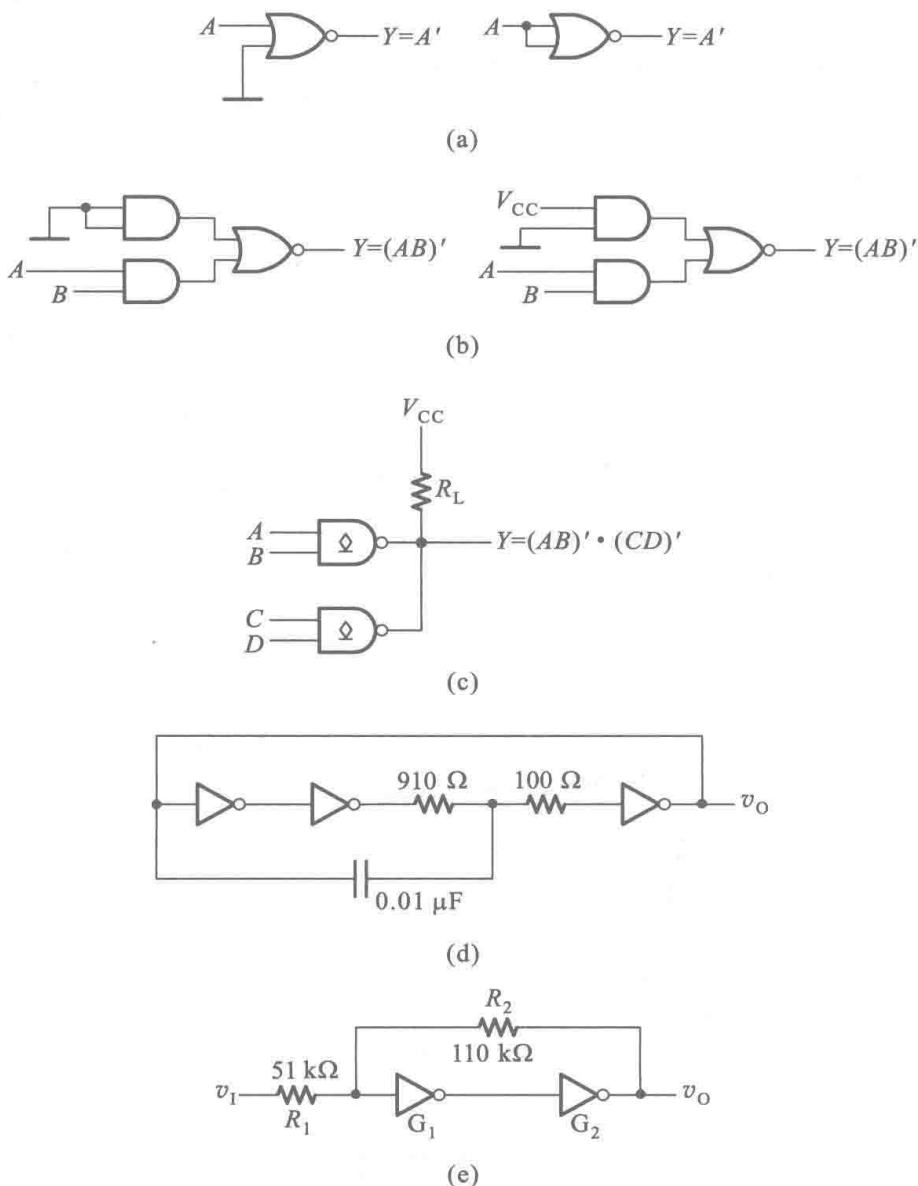 A Y=A′ A Y=A′
(a)
V_CC
Y=(AB)′ Y=(AB)′
A A
B B
(b)
V_CC
R_L
A
B Y=(AB)′·(CD)′
C
D
(c)
910 Ω 100 Ω
v_O
0.01 μF
(d)
R_2
110 kΩ
51 kΩ
v_I v_O
R_1 G_1 G_2
(e)